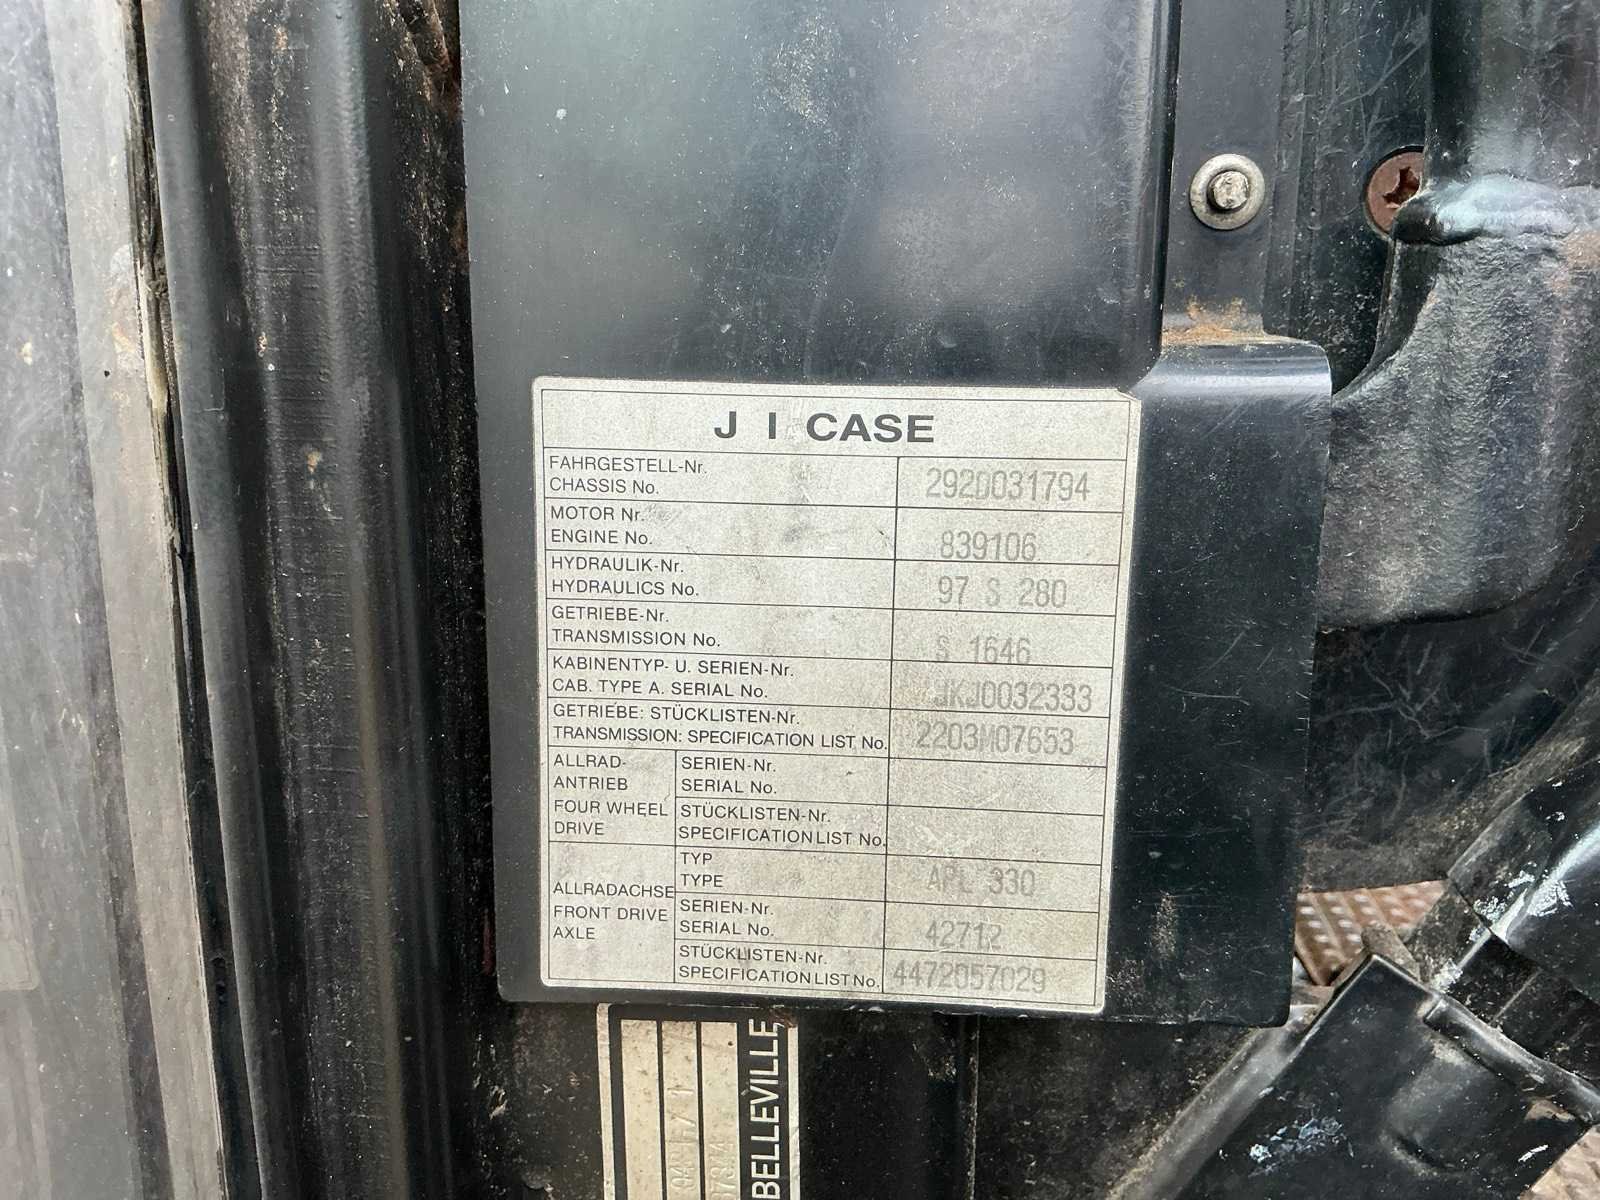 J I CASE
FAHRGESTELL-Nr.
CHASSIS No.
292D031794
MOTOR Nr.
ENGINE No.
839106
HYDRAULIK-Nr.
HYDRAULICS No.
97 S 280
GETRIEBE-Nr.
TRANSMISSION No.
S 1646
KABINENTYP- U. SERIEN-Nr.
CAB. TYPE A. SERIAL No.
JKJ0032333
GETRIEBE: STÜCKLISTEN-Nr.
TRANSMISSION: SPECIFICATION LIST. No.
2203M07653
ALLRAD-
ANTRIEB
FOUR WHEEL
DRIVE
SERIEN-Nr.
SERIAL No.
STÜCKLISTEN-Nr.
SPECIFICATION LIST No.
ALLRADACHSE
FRONT DRIVE
AXLE
TYP
TYPE
APL 330
SERIEN-Nr.
SERIAL No.
42712
STÜCKLISTEN-Nr.
SPECIFICATION LIST No.
4472057029
BELLEVILLE